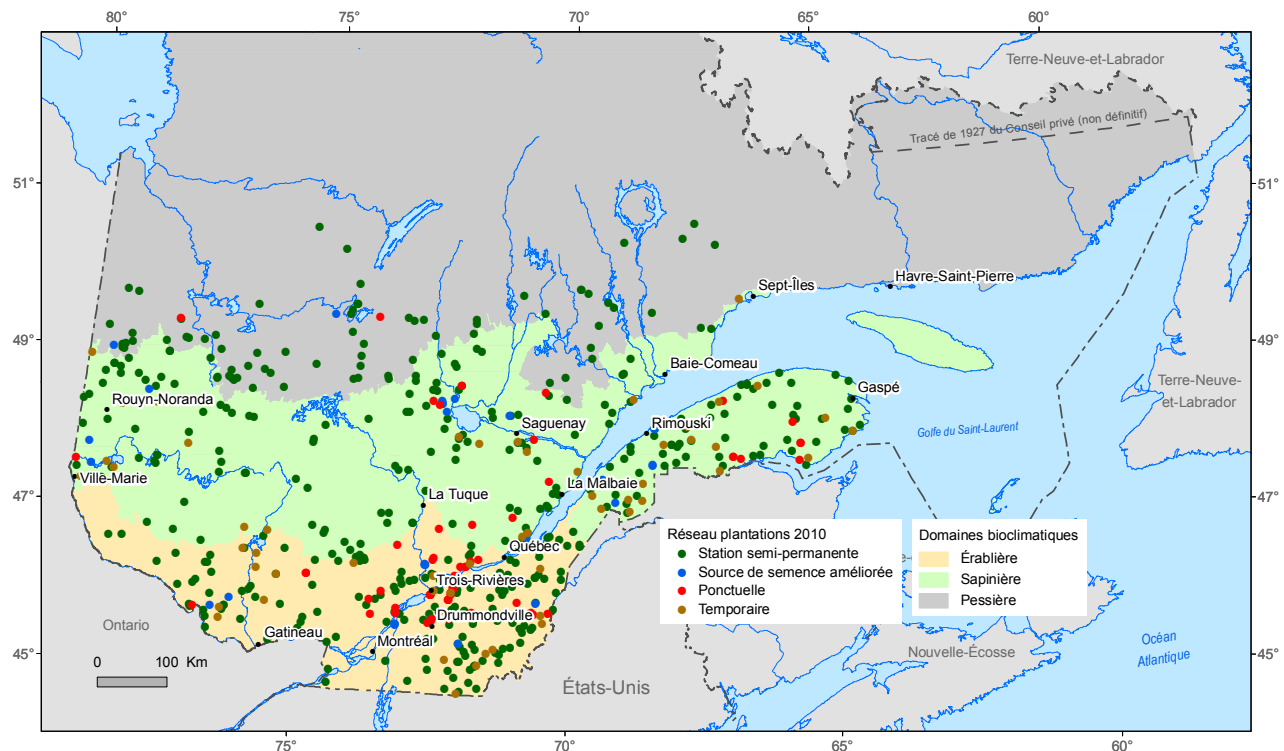 80° 75° 70° 65° 60°
Terre-Neuve-et-Labrador
Tracé de 1927 du Conseil privé (non définitif)
51° 51°
Sept-Îles
Havre-Saint-Pierre
49° 49°
Baie-Comeau
Terre-Neuve-
et-Labrador
Gaspé
Rouyn-Noranda
Saguenay
Rimouski
Golfe du Saint-Laurent
Ville-Marie
La Malbaie
47° 47°
La Tuque
Québec
Réseau plantations 2010
Station semi-permanente
Source de semence améliorée
Ponctuelle
Temporaire
Domaines bioclimatiques
Érablière
Sapinière
Pessière
Trois-Rivières
Drummondville
Ontario
Gatineau
Montréal
45° 45°
Nouvelle-Écosse
Océan
Atlantique
0 100 Km
États-Unis
75° 70° 65° 60°